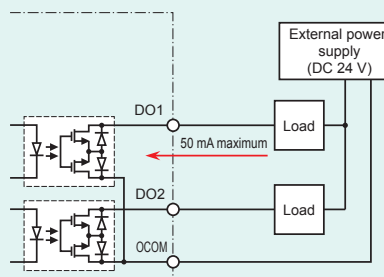 External power
supply
(DC 24 V)
DO1
50 mA maximum
Load
DO2
Load
OCOM